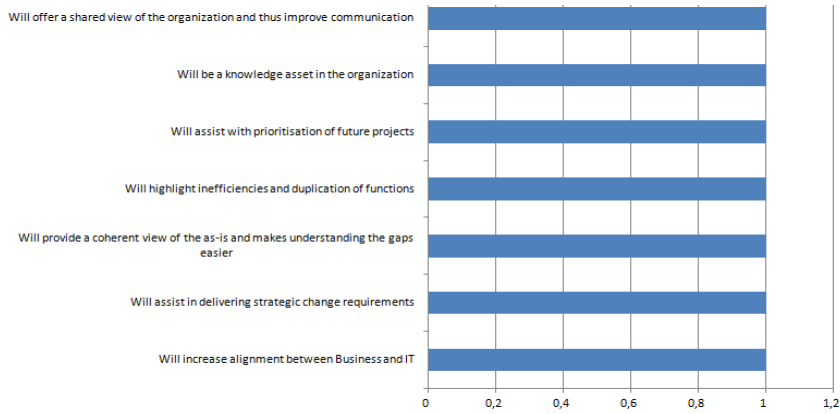 Will offer a shared view of the organization and thus improve communication
Will be a knowledge asset in the organization
Will assist with prioritisation of future projects
Will highlight inefficiencies and duplication of functions
Will provide a coherent view of the as-is and makes understanding the gaps
easier
Will assist in delivering strategic change requirements
Will increase alignment between Business and IT
0 0,2 0,4 0,6 0,8 1 1,2